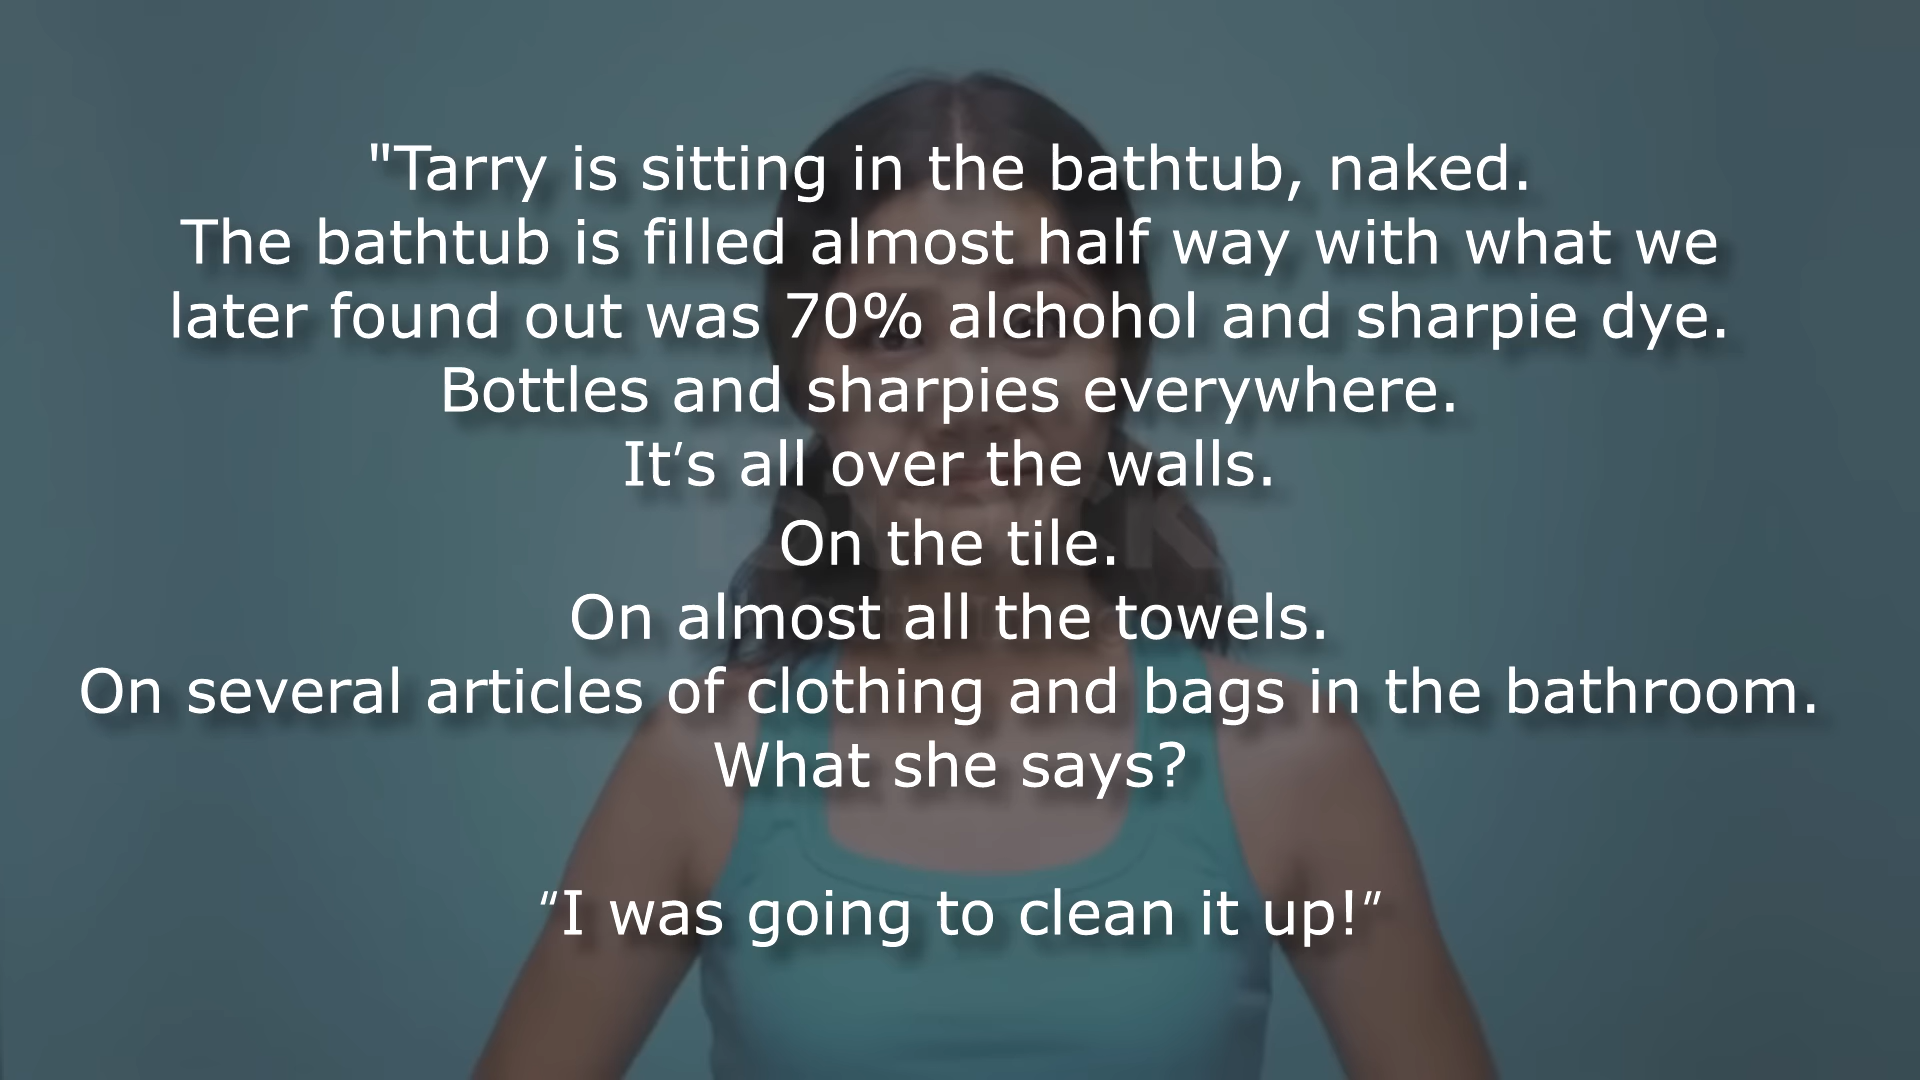 "Tarry is sitting in the bathtub, naked.
The bathtub is filled almost half way with what we
later found out was 70% alchohol and sharpie dye.
Bottles and sharpies everywhere.
It’s all over the walls.
On the tile.
On almost all the towels.
On several articles of clothing and bags in the bathroom.
What she says?
“I was going to clean it up!”